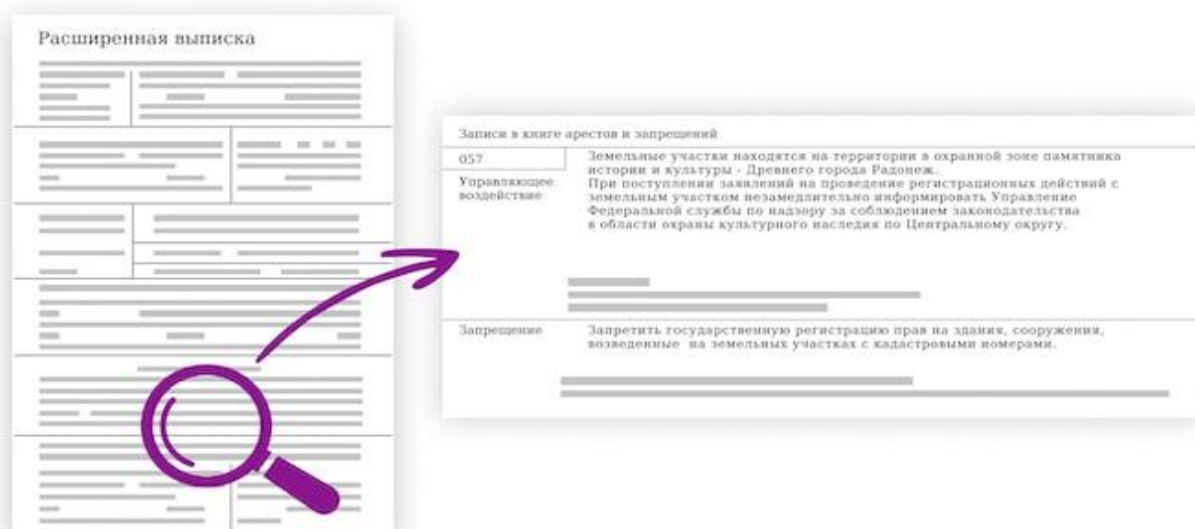 Расширенная выписка
Записи в книге арестов и запрещений
057
Управляющее
воздействие
Земельные участки находятся на территории в охранной зоне памятника
истории и культуры - Древнего города Радонеж.
При поступлении заявлений на проведение регистрационных действий с
земельным участком незамедлительно информировать Управление
Федеральной службы по надзору за соблюдением законодательства
в области охраны культурного наследия по Центральному округу.
Запрещение
Запретить государственную регистрацию прав на здания, сооружения,
возведенные на земельных участках с кадастровыми номерами.